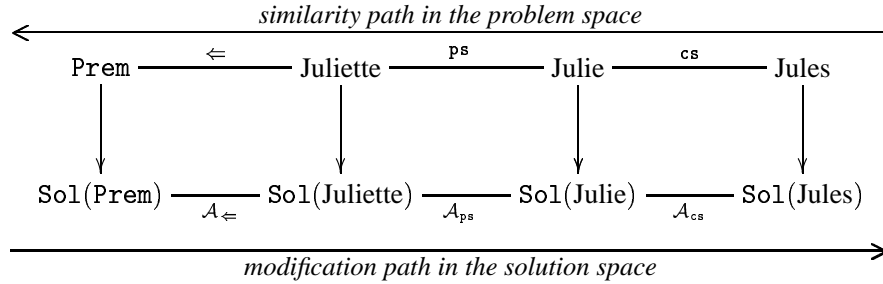 similarity path in the problem space
⇐ ps cs
Prem Juliette Julie Jules
Sol(Prem) Sol(Juliette) Sol(Julie) Sol(Jules)
𝒜⇐ 𝒜ps 𝒜cs
modification path in the solution space